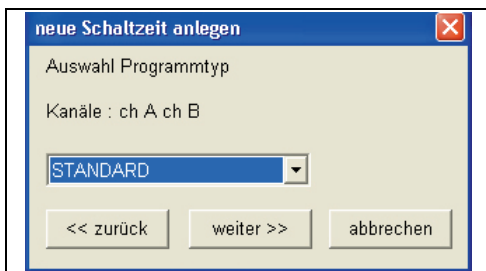 neue Schaltzeit anlegen
Auswahl Programmtyp
Kanäle : ch A ch B
STANDARD
<< zurück weiter >> abbrechen